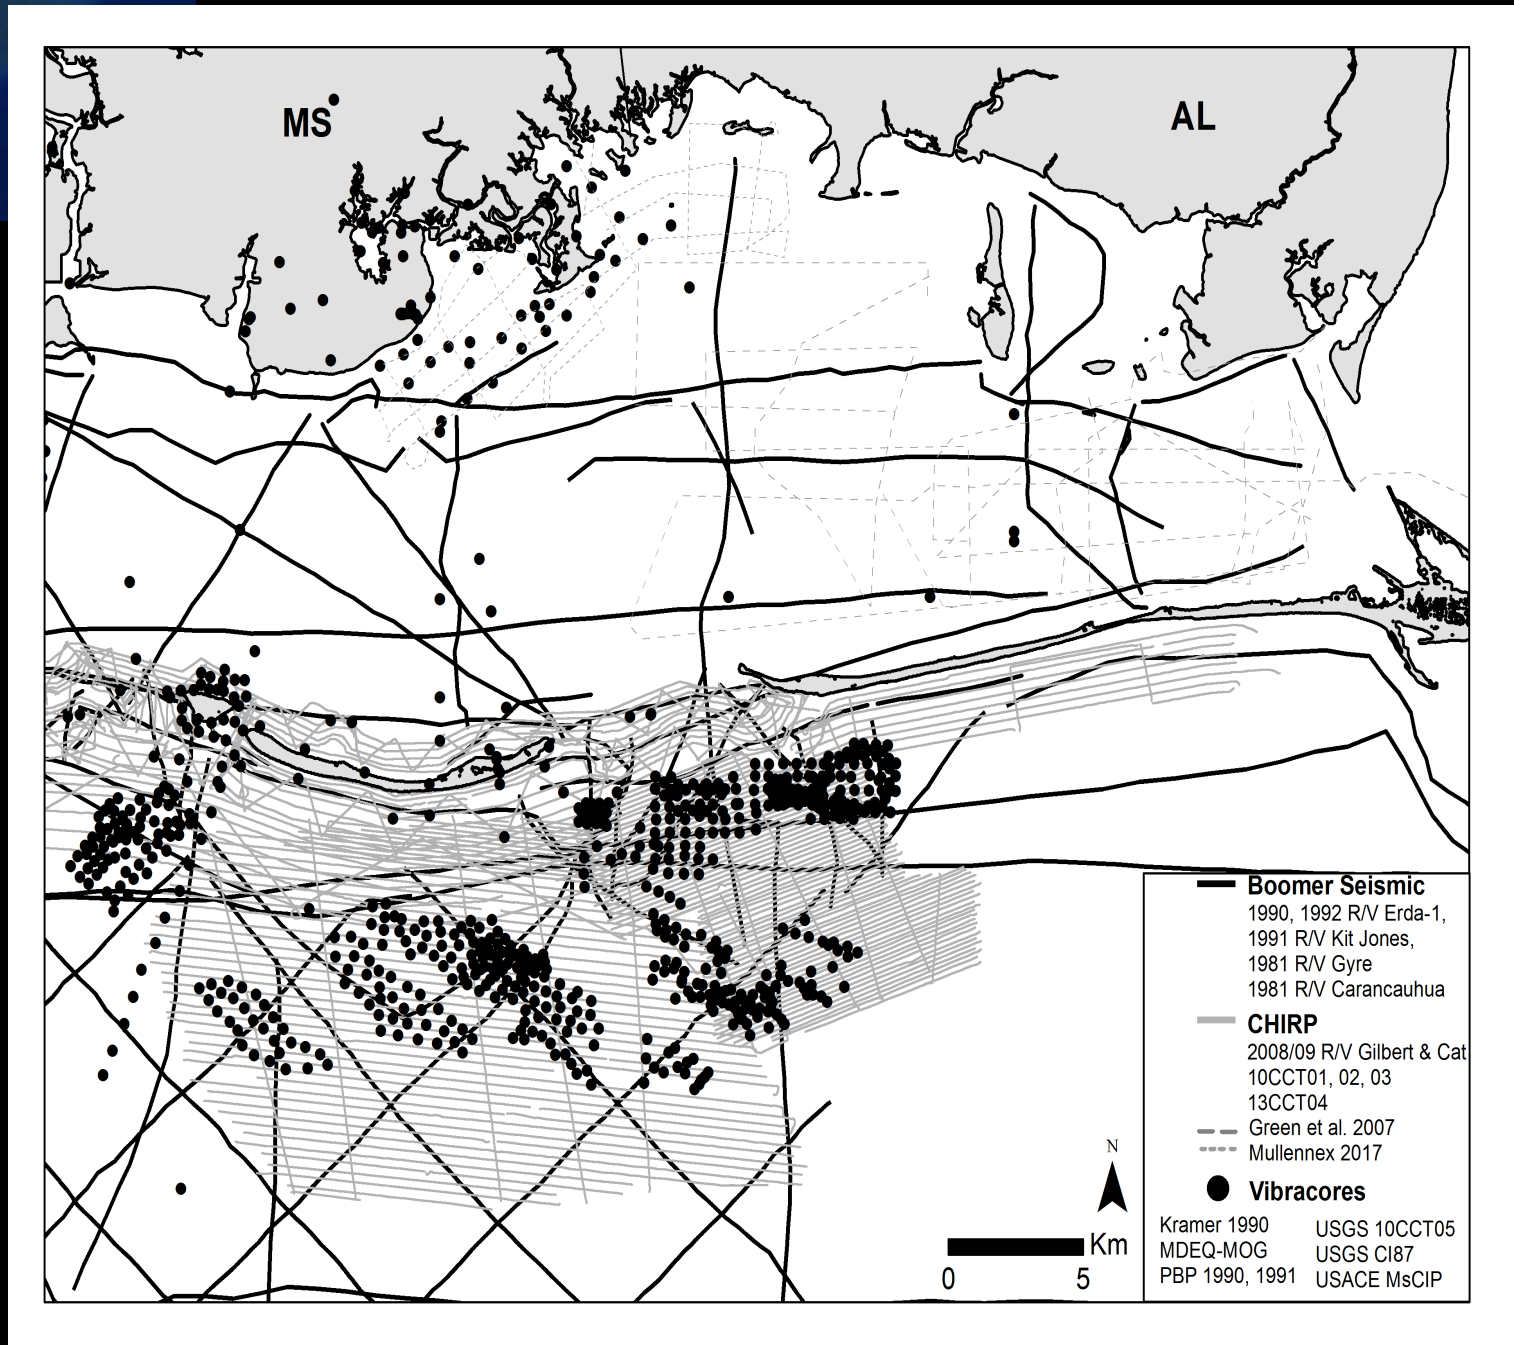 MS
AL
Boomer Seismic
1990, 1992 R/V Erda-1,
1991 R/V Kit Jones,
1981 R/V Gyre
1981 R/V Carancauhua
CHIRP
2008/09 R/V Gilbert & Cat
10CCT01, 02, 03
13CCT04
Green et al. 2007
Mullennex 2017
Vibracores
Kramer 1990
MDEQ-MOG
PBP 1990, 1991
USGS 10CCT05
USGS CI87
USACE MsCIP
N
Km
0 5